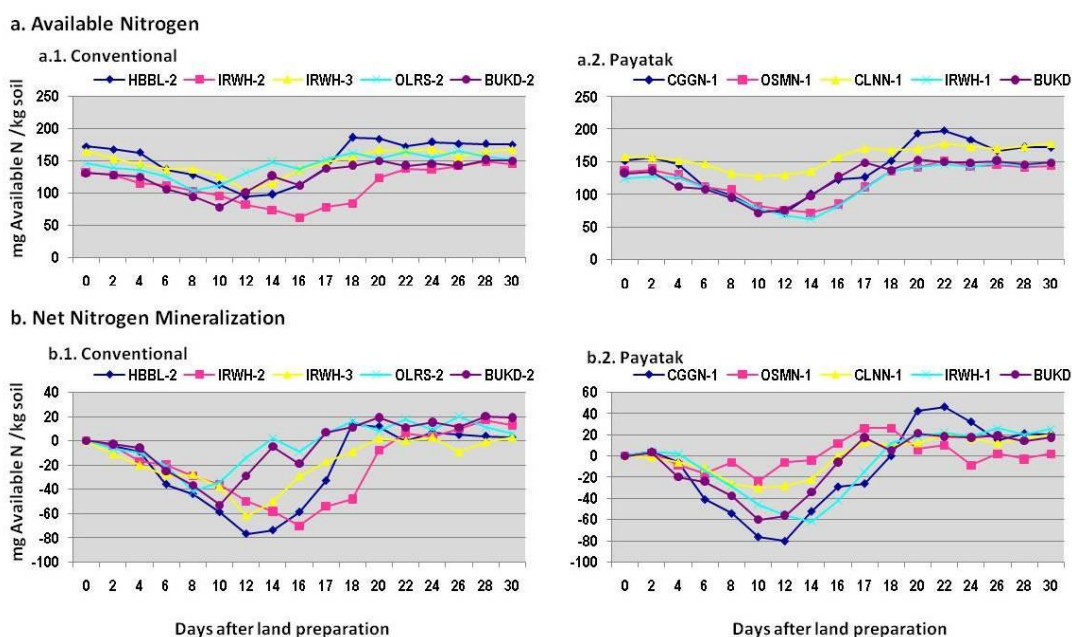 a. Available Nitrogen
a.1. Conventional
HBBL-2 IRWH-2 IRWH-3 OLRS-2 BUKD-2
mg Available N /kg soil
250
200
150
100
50
0
0 2 4 6 8 10 12 14 16 17 18 20 22 24 26 28 30
a.2. Payatak
CGGN-1 OSMN-1 CLNN-1 IRWH-1 BUKD
250
200
150
100
50
0
0 2 4 6 8 10 12 14 16 17 18 20 22 24 26 28 30
b. Net Nitrogen Mineralization
b.1. Conventional
HBBL-2 IRWH-2 IRWH-3 OLRS-2 BUKD-2
mg Available N /kg soil
40
20
0
-20
-40
-60
-80
-100
0 2 4 6 8 10 12 14 16 17 18 20 22 24 26 28 30
Days after land preparation
b.2. Payatak
CGGN-1 OSMN-1 CLNN-1 IRWH-1 BUKD
60
40
20
0
-20
-40
-60
-80
-100
0 2 4 6 8 10 12 14 16 17 18 20 22 24 26 28 30
Days after land preparation